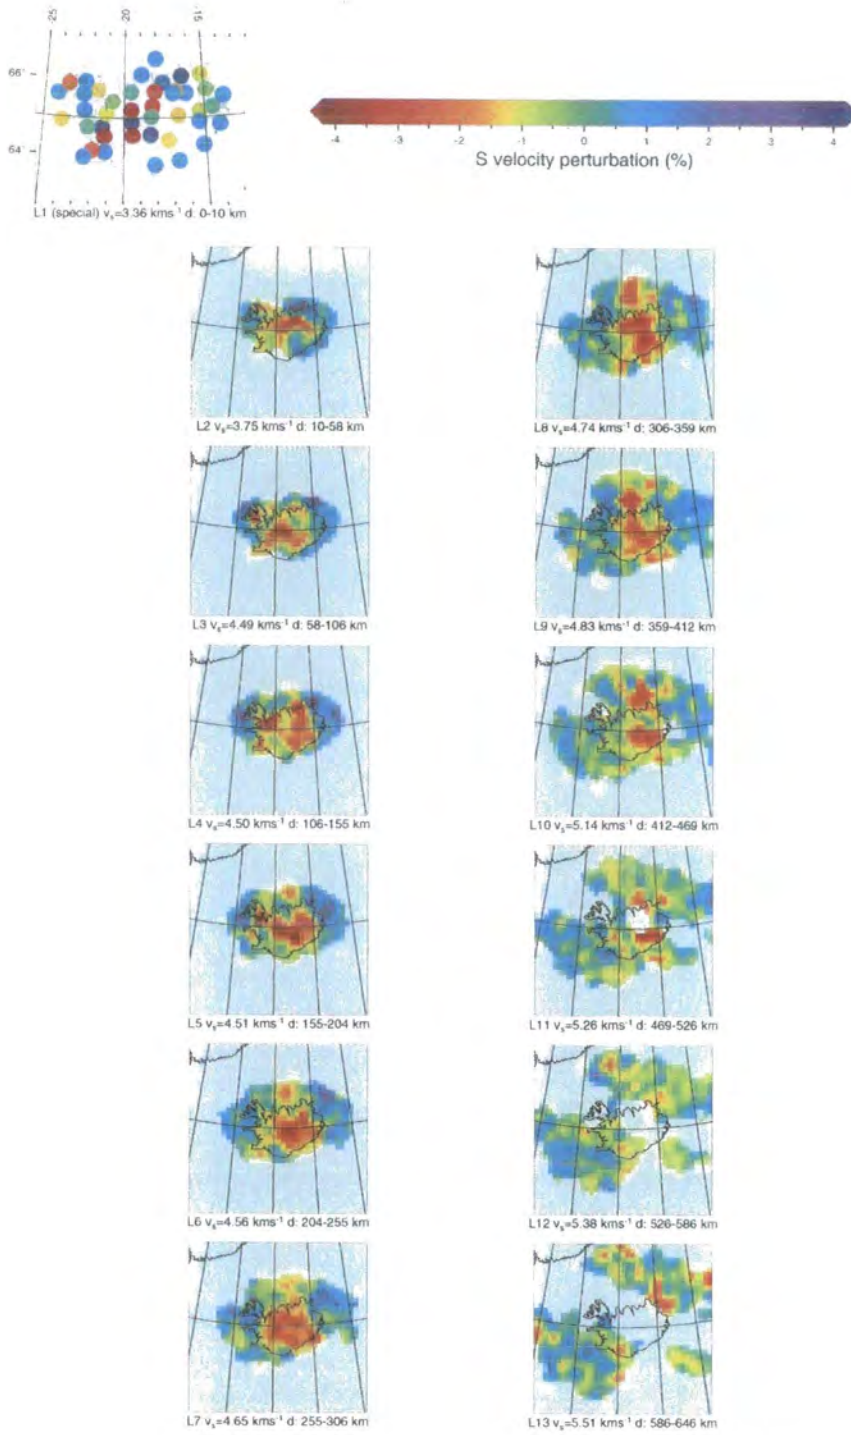 -25 -20 -15
66˚
64˚
L1 (special) vs=3.36 kms-1 d: 0-10 km
-4 -3 -2 -1 0 1 2 3 4
S velocity perturbation (%)
L2 vs=3.75 kms-1 d: 10-58 km
L8 vs=4.74 kms-1 d: 306-359 km
L3 vs=4.49 kms-1 d: 58-106 km
L9 vs=4.83 kms-1 d: 359-412 km
L4 vs=4.50 kms-1 d: 106-155 km
L10 vs=5.14 kms-1 d: 412-469 km
L5 vs=4.51 kms-1 d: 155-204 km
L11 vs=5.26 kms-1 d: 469-526 km
L6 vs=4.56 kms-1 d: 204-255 km
L12 vs=5.38 kms-1 d: 526-586 km
L7 vs=4.65 kms-1 d: 255-306 km
L13 vs=5.51 kms-1 d: 586-646 km